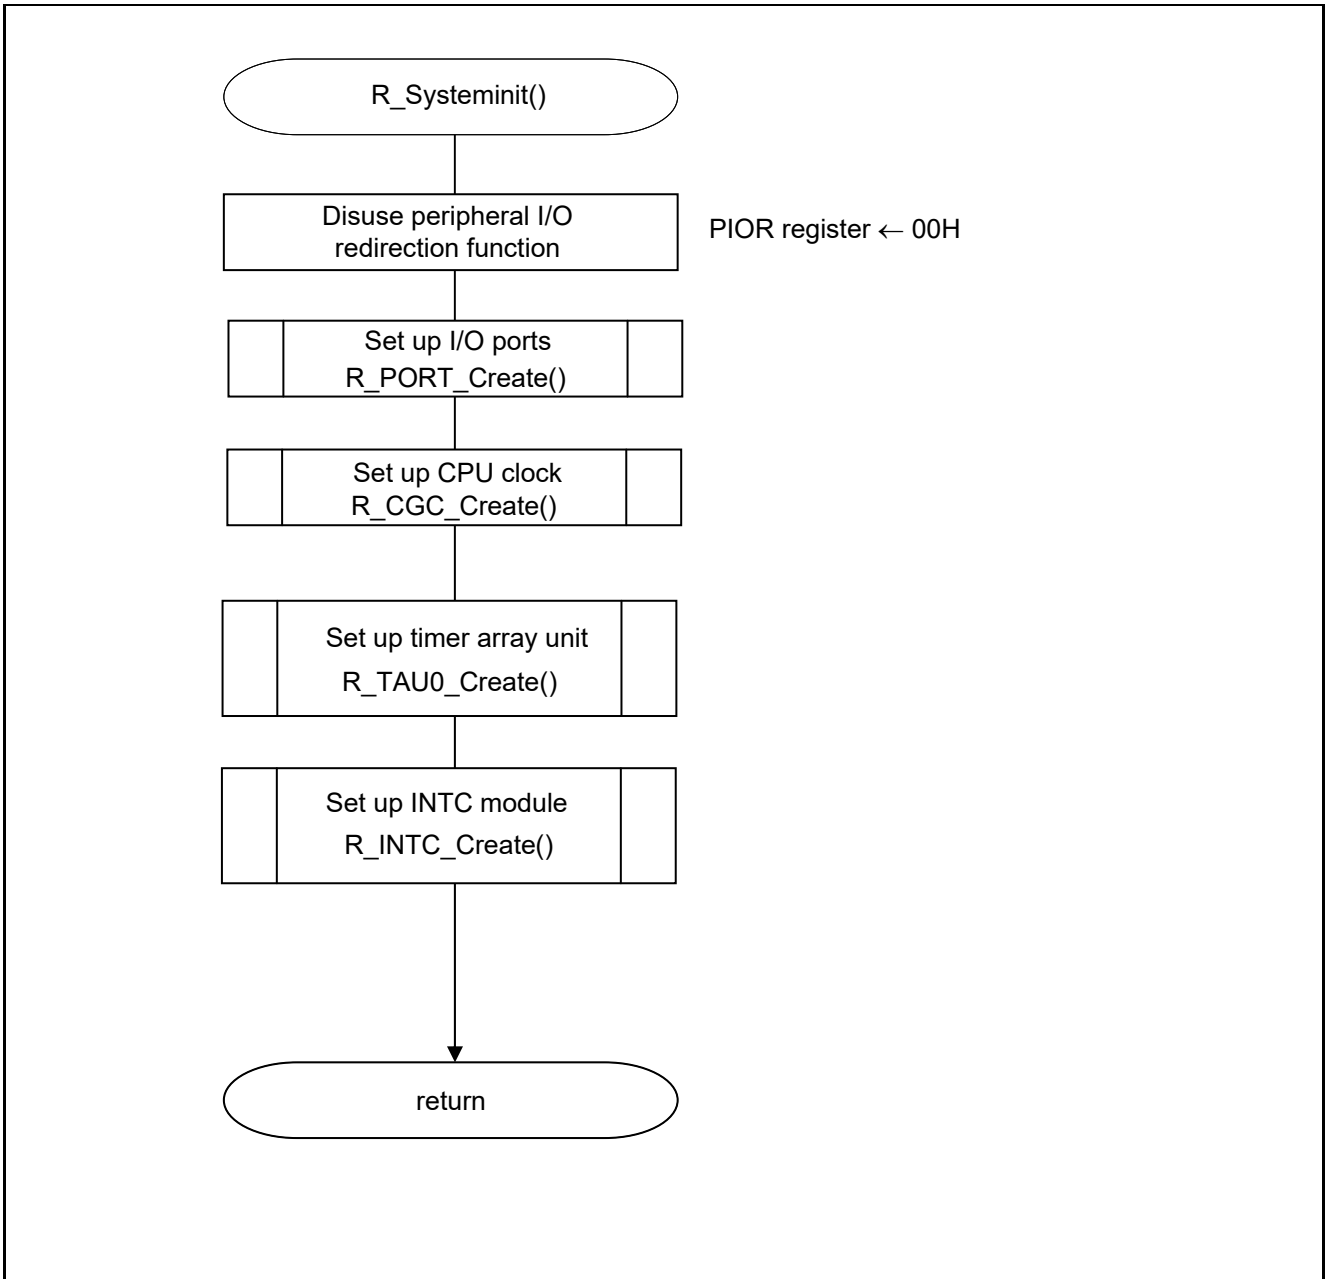 R_Systeminit()
Disuse peripheral I/O
redirection function
PIOR register ← 00H
Set up I/O ports
R_PORT_Create()
Set up CPU clock
R_CGC_Create()
Set up timer array unit
R_TAU0_Create()
Set up INTC module
R_INTC_Create()
return